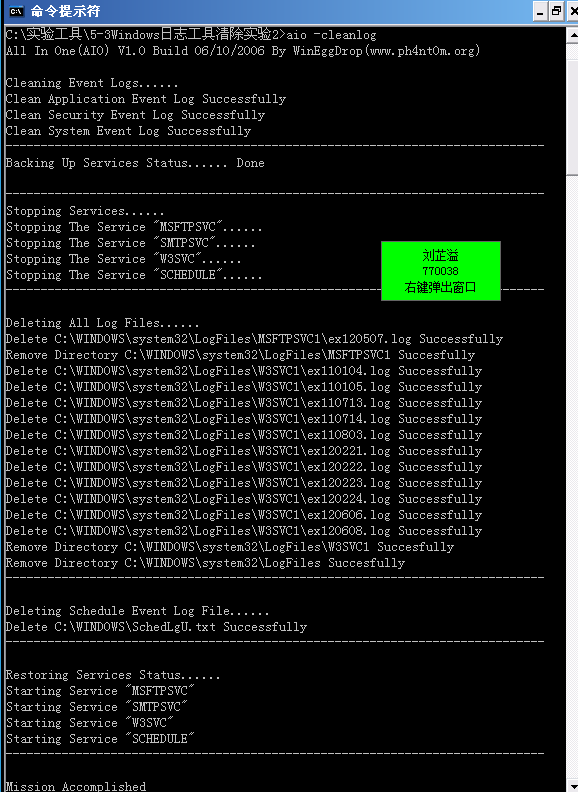 命令提示符
C:\实验工具\5-3Windows日志工具清除实验2>aio -cleanlog
All In One(AIO) V1.0 Build 06/10/2006 By WinEggDrop(www.ph4nt0m.org)
Cleaning Event Logs......
Clean Application Event Log Successfully
Clean Security Event Log Successfully
Clean System Event Log Successfully
Backing Up Services Status...... Done
Stopping Services......
Stopping The Service "MSFTPSVC"......
Stopping The Service "SMTPSVC"......
Stopping The Service "W3SVC"......
Stopping The Service "SCHEDULE"......
刘芷溢
770038
右键弹出窗口
Deleting All Log Files......
Delete C:\WINDOWS\system32\LogFiles\MSFTPSVC1\ex120507.log Successfully
Remove Directory C:\WINDOWS\system32\LogFiles\MSFTPSVC1 Succesfully
Delete C:\WINDOWS\system32\LogFiles\W3SVC1\ex110104.log Successfully
Delete C:\WINDOWS\system32\LogFiles\W3SVC1\ex110105.log Successfully
Delete C:\WINDOWS\system32\LogFiles\W3SVC1\ex110713.log Successfully
Delete C:\WINDOWS\system32\LogFiles\W3SVC1\ex110714.log Successfully
Delete C:\WINDOWS\system32\LogFiles\W3SVC1\ex110803.log Successfully
Delete C:\WINDOWS\system32\LogFiles\W3SVC1\ex120221.log Successfully
Delete C:\WINDOWS\system32\LogFiles\W3SVC1\ex120222.log Successfully
Delete C:\WINDOWS\system32\LogFiles\W3SVC1\ex120223.log Successfully
Delete C:\WINDOWS\system32\LogFiles\W3SVC1\ex120224.log Successfully
Delete C:\WINDOWS\system32\LogFiles\W3SVC1\ex120606.log Successfully
Delete C:\WINDOWS\system32\LogFiles\W3SVC1\ex120608.log Successfully
Remove Directory C:\WINDOWS\system32\LogFiles\W3SVC1 Succesfully
Remove Directory C:\WINDOWS\system32\LogFiles Succesfully
Deleting Schedule Event Log File......
Delete C:\WINDOWS\SchedLgU.txt Successfully
Restoring Services Status......
Starting Service "MSFTPSVC"
Starting Service "SMTPSVC"
Starting Service "W3SVC"
Starting Service "SCHEDULE"
Mission Accomplished